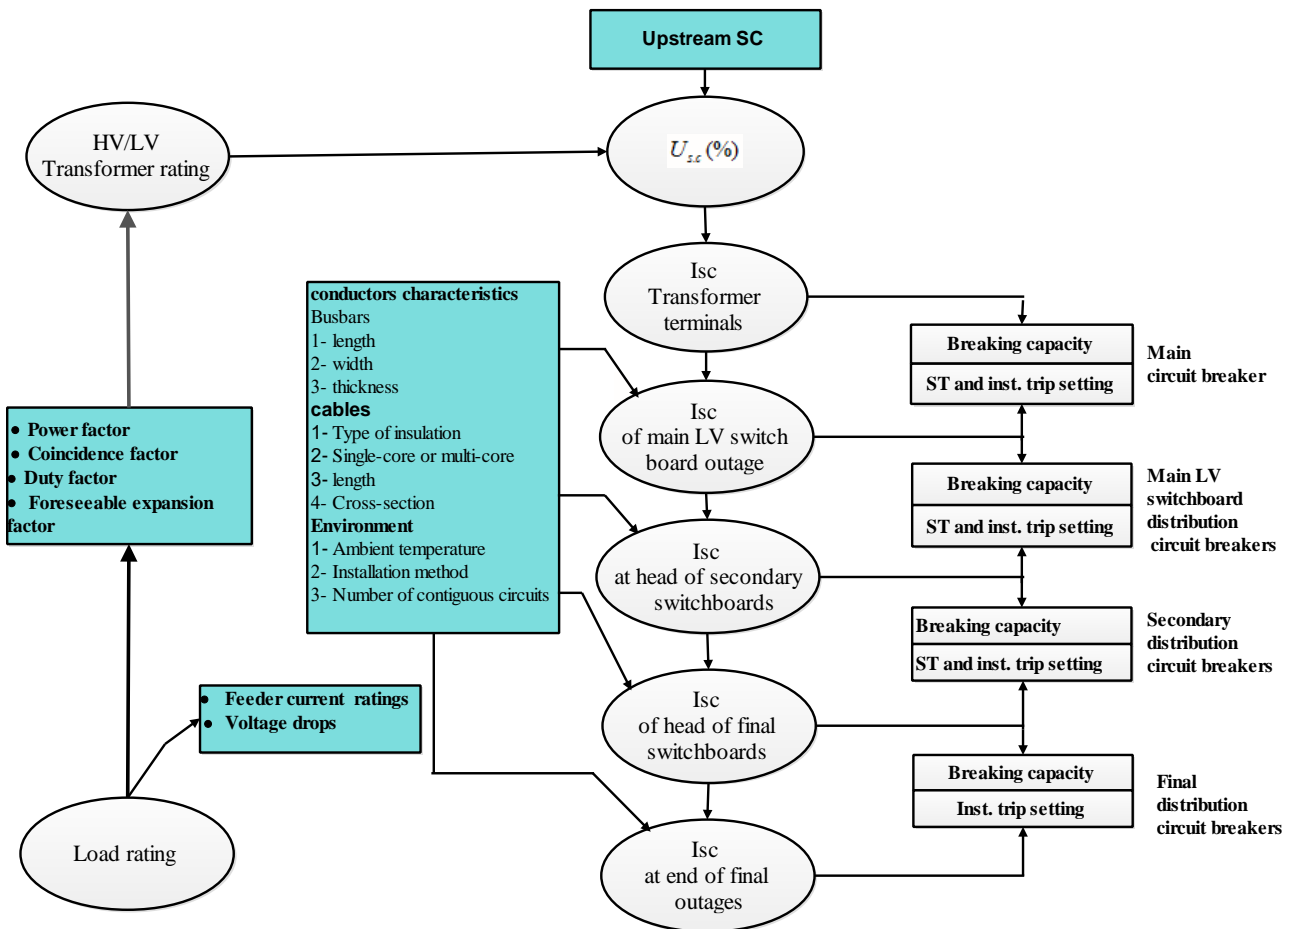 Upstream SC
HV/LV
Transformer rating
U s.c (%)
Isc
Transformer
terminals
conductors characteristics
Busbars
1- length
2- width
3- thickness
cables
1- Type of insulation
2- Single-core or multi-core
3- length
4- Cross-section
Environment
1- Ambient temperature
2- Installation method
3- Number of contiguous circuits
Breaking capacity
ST and inst. trip setting
Main
circuit breaker
Isc
of main LV switch
board outage
● Power factor
● Coincidence factor
● Duty factor
● Foreseeable expansion
factor
Breaking capacity
ST and inst. trip setting
Main LV
switchboard
distribution
circuit breakers
Isc
at head of secondary
switchboards
Breaking capacity
ST and inst. trip setting
Secondary
distribution
circuit breakers
● Feeder current ratings
● Voltage drops
Isc
of head of final
switchboards
Breaking capacity
Inst. trip setting
Final
distribution
circuit breakers
Load rating
Isc
at end of final
outages